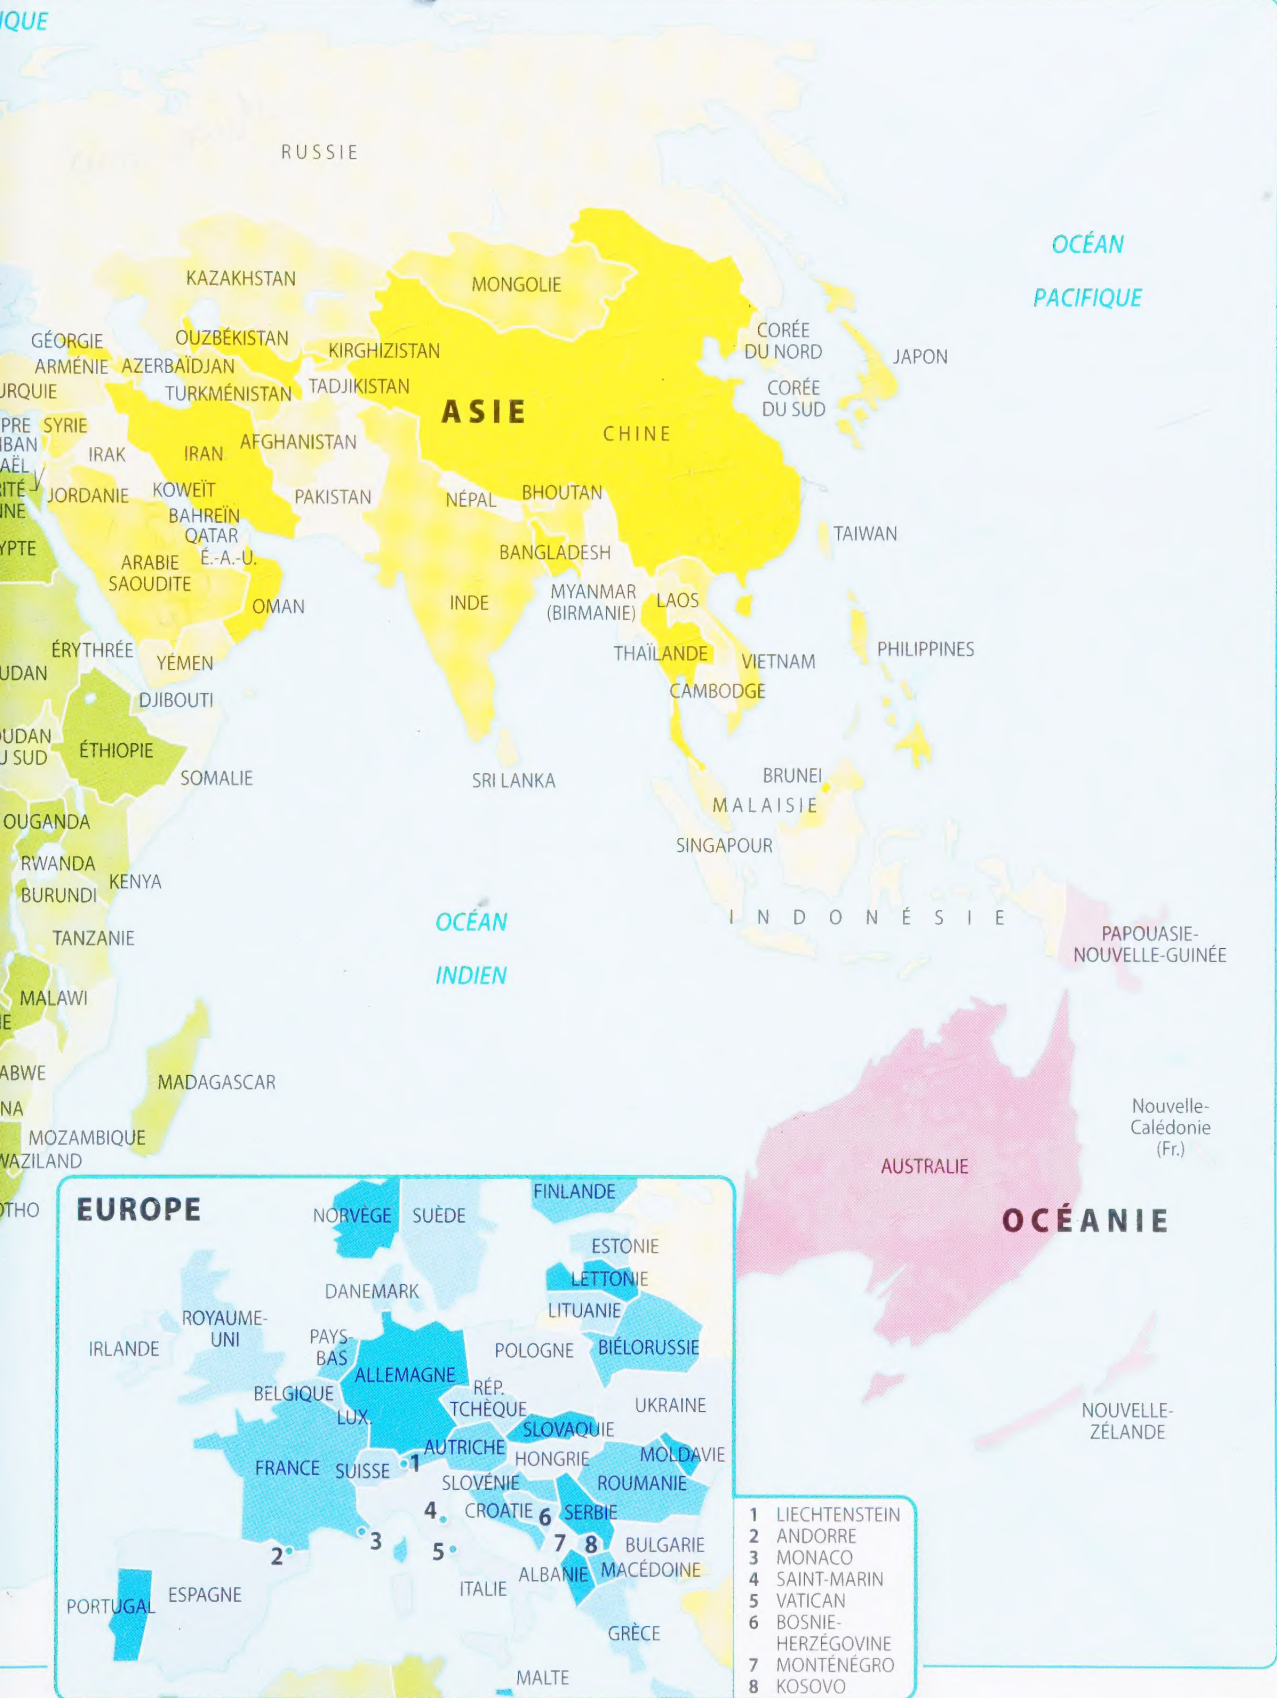 IQUE
RUSSIE
OCÉAN
PACIFIQUE
KAZAKHSTAN
MONGOLIE
GÉORGIE
OUZBÉKISTAN
KIRGHIZISTAN
CORÉE
DU NORD
JAPON
ARMÉNIE
AZERBAÏDJAN
TURKMÉNISTAN
TADJIKISTAN
URQUIE
CORÉE
DU SUD
ASIE
PRE
SYRIE
IBAN
AËL
RITÉ
NNE
IRAK
IRAN
AFGHANISTAN
CHINE
JORDANIE
KOWEÏT
PAKISTAN
NÉPAL
BHOUTAN
BAHREÏN
QATAR
É.-A.-U.
TAIWAN
YPTE
ARABIE
SAOUDITE
BANGLADESH
OMAN
INDE
MYANMAR
(BIRMANIE)
LAOS
ÉRYTHRÉE
YÉMEN
THAÏLANDE
VIETNAM
PHILIPPINES
UDAN
DJIBOUTI
CAMBODGE
OUDAN
U SUD
ÉTHIOPIE
SOMALIE
SRI LANKA
BRUNEI
MALAISIE
OUGANDA
SINGAPOUR
RWANDA
KENYA
BURUNDI
OCÉAN
INDIEN
INDONÉSIE
TANZANIE
PAPOUASIE-
NOUVELLE-GUINÉE
MALAWI
IE
ABWE
MADAGASCAR
NA
Nouvelle-
Calédonie
(Fr.)
MOZAMBIQUE
WAZILAND
AUSTRALIE
OTHO
OCÉANIE
NOUVELLE-
ZÉLANDE
EUROPE
FINLANDE
NORVÈGE
SUÈDE
ESTONIE
LETTONIE
DANEMARK
LITUANIE
ROYAUME-
UNI
IRLANDE
PAYS-
BAS
POLOGNE
BIÉLORUSSIE
ALLEMAGNE
BELGIQUE
RÉP.
TCHÈQUE
UKRAINE
LUX.
SLOVAQUIE
AUTRICHE
HONGRIE
MOLDAVIE
FRANCE
SUISSE
1
SLOVÉNIE
ROUMANIE
4
CROATIE
6
SERBIE
3
7
8
BULGARIE
2
5
ALBANIE
MACÉDOINE
ITALIE
ESPAGNE
PORTUGAL
GRÈCE
MALTE
1 LIECHTENSTEIN
2 ANDORRE
3 MONACO
4 SAINT-MARIN
5 VATICAN
6 BOSNIE-
HERZÉGOVINE
7 MONTÉNÉGRO
8 KOSOVO